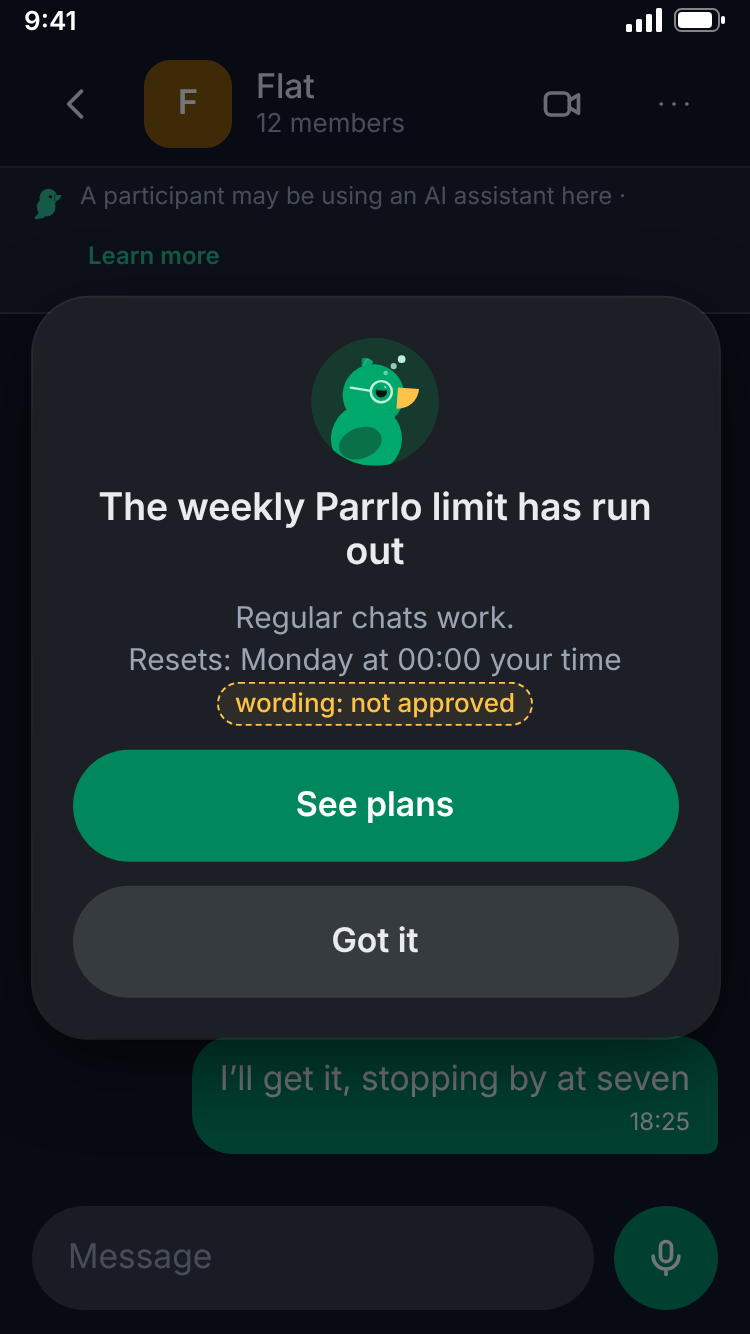 9:41
F
Flat
12 members
A participant may be using an AI assistant here ·
Learn more
The weekly Parrlo limit has run
out
Regular chats work.
Resets: Monday at 00:00 your time
wording: not approved
See plans
Got it
I’ll get it, stopping by at seven
18:25
Message